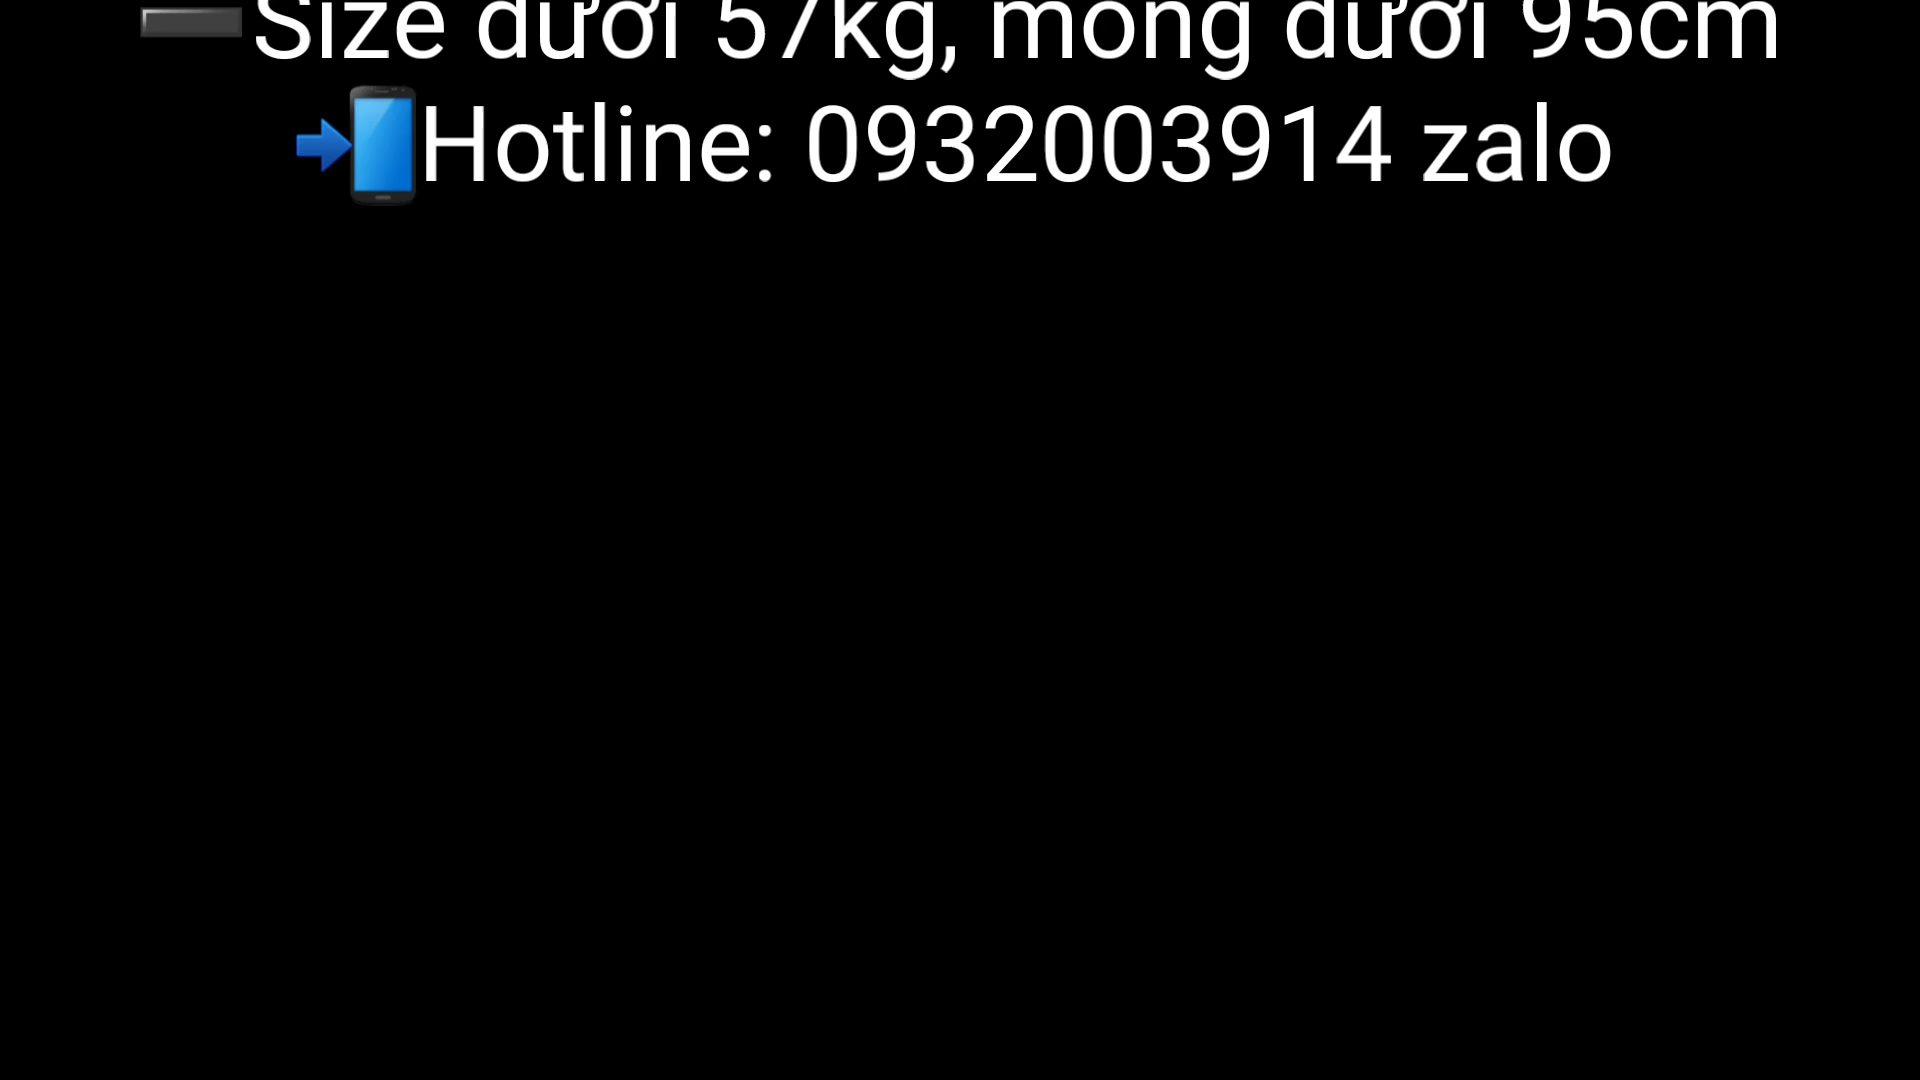 ➖Size dưới 57kg, mông dưới 95cm
📲Hotline: 0932003914 zalo